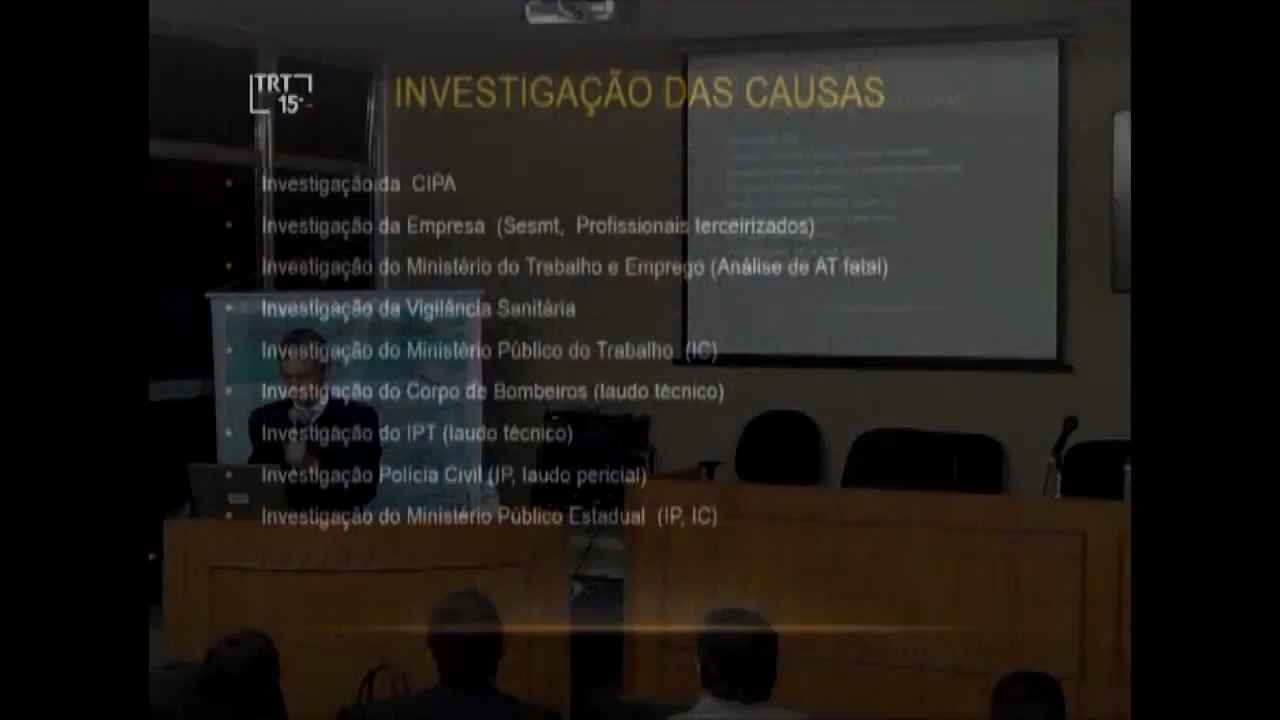 TRT
15ª
INVESTIGAÇÃO DAS CAUSAS
• Investigação da CIPA
• Investigação da Empresa (Sesmt, Profissionais terceirizados)
• Investigação do Ministério do Trabalho e Emprego (Análise de AT fatal)
• Investigação da Vigilância Sanitária
• Investigação do Ministério Público do Trabalho (IC)
• Investigação do Corpo de Bombeiros (laudo técnico)
• Investigação do IPT (laudo técnico)
• Investigação Polícia Civil (IP, laudo pericial)
• Investigação do Ministério Público Estadual (IP, IC)